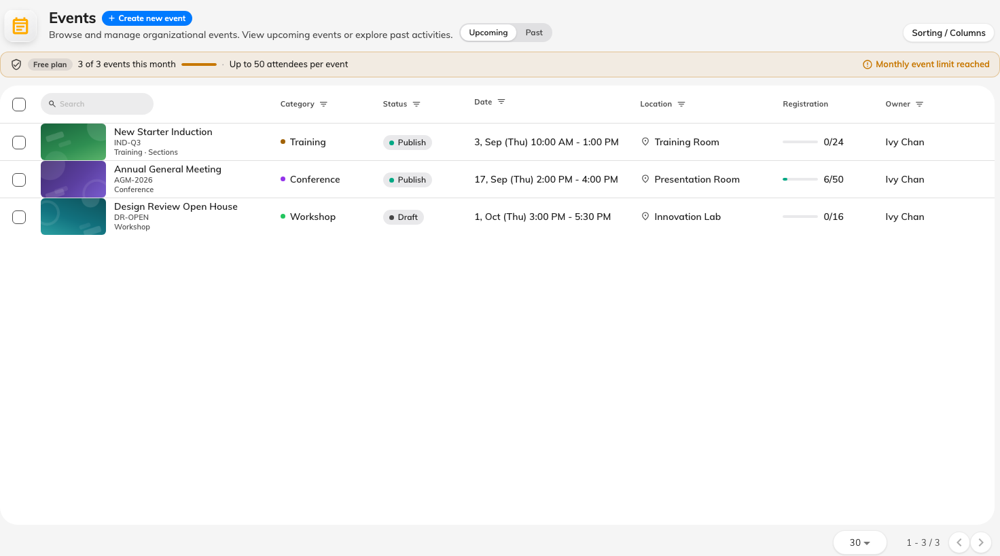 Events
+ Create new event
Browse and manage organizational events. View upcoming events or explore past activities.
Upcoming
Past
Sorting / Columns
Free plan
3 of 3 events this month
· Up to 50 attendees per event
Monthly event limit reached
Search
Category
Status
Date
Location
Registration
Owner
New Starter Induction
IND-Q3
Training · Sections
Training
Publish
3, Sep (Thu) 10:00 AM - 1:00 PM
Training Room
0/24
Ivy Chan
Annual General Meeting
AGM-2026
Conference
Conference
Publish
17, Sep (Thu) 2:00 PM - 4:00 PM
Presentation Room
6/50
Ivy Chan
Design Review Open House
DR-OPEN
Workshop
Workshop
Draft
1, Oct (Thu) 3:00 PM - 5:30 PM
Innovation Lab
0/16
Ivy Chan
30
1 - 3 / 3